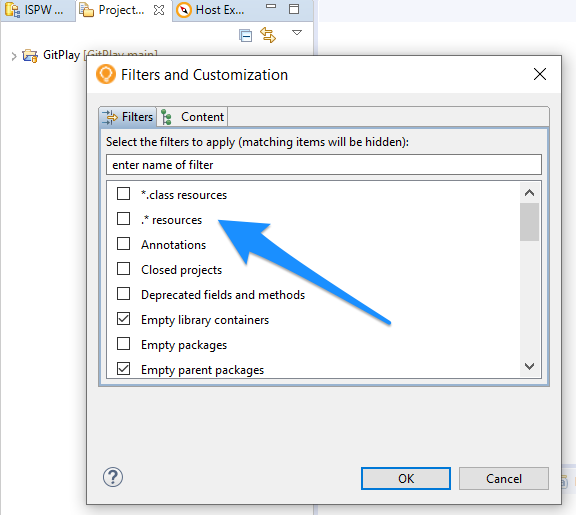 ISPW ...
Project...
Host Ex...
GitPlay [GitPlay main]
Filters and Customization
Filters
Content
Select the filters to apply (matching items will be hidden):
enter name of filter
*.class resources
.* resources
Annotations
Closed projects
Deprecated fields and methods
Empty library containers
Empty packages
Empty parent packages
?
OK
Cancel